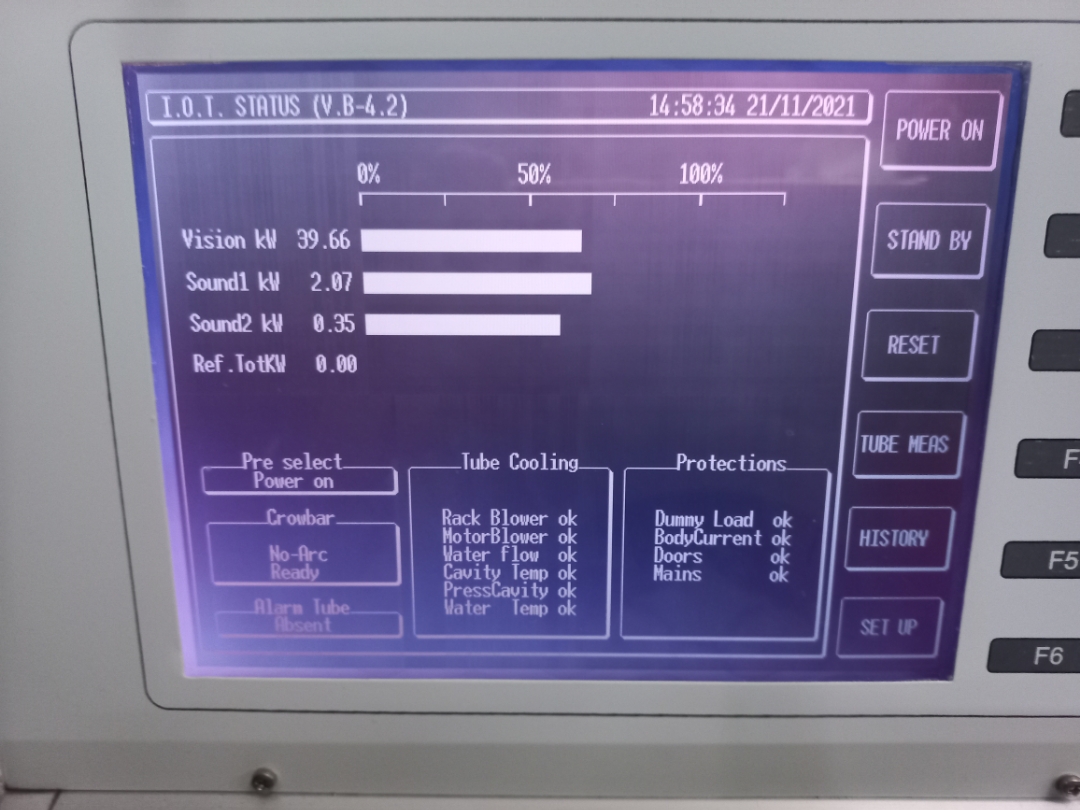 I.O.T. STATUS (V.B-4.2) 14:58:34 21/11/2021
POWER ON
0% 50% 100%
Vision kW 39.66
STAND BY
Sound1 kW 2.07
Sound2 kW 0.35
RESET
Ref.TotKW 0.00
TUBE MEAS
Pre select
Power on
Crowbar
No-Arc
Ready
Alarm Tube
Absent
Tube Cooling
Rack Blower ok
MotorBlower ok
Water flow ok
Cavity Temp ok
PressCavity ok
Water Temp ok
Protections
Dummy Load ok
BodyCurrent ok
Doors ok
Mains ok
HISTORY
SET UP
F5
F6